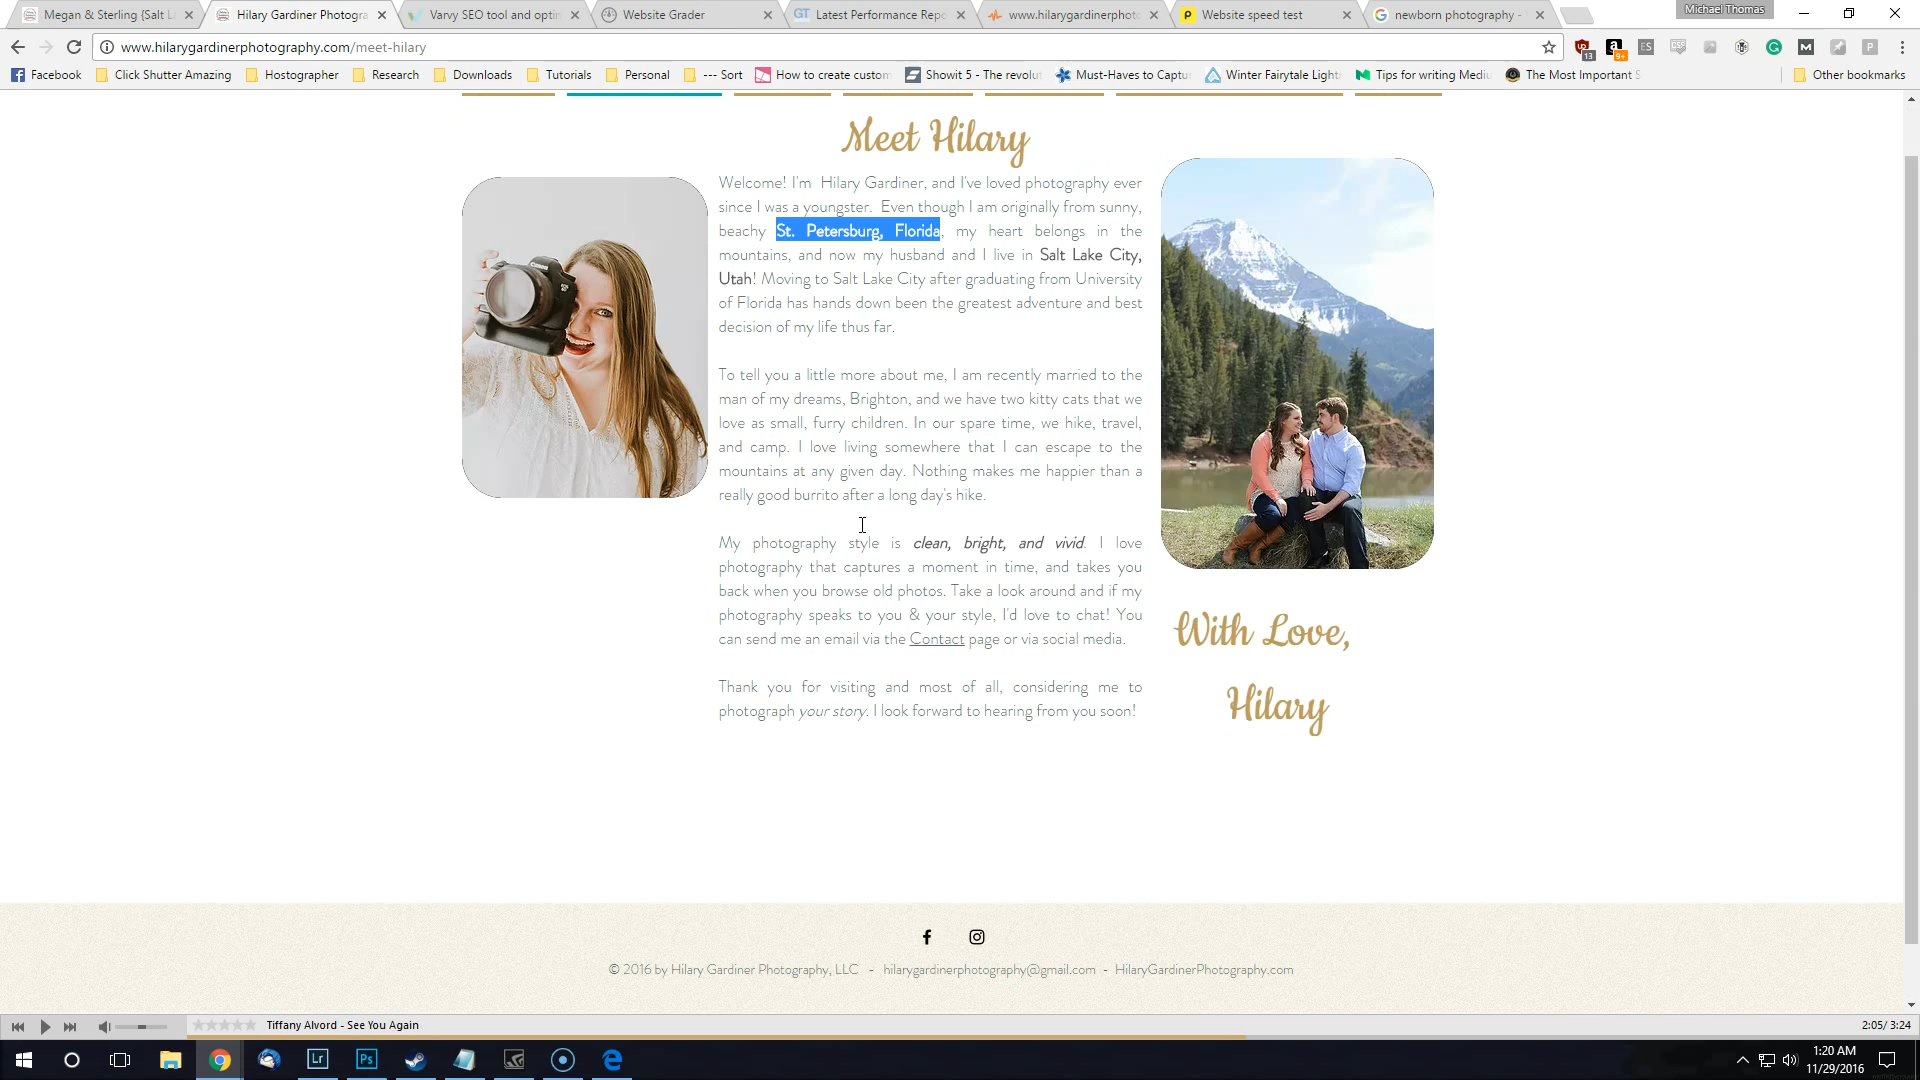 Megan & Sterling {Salt L
Hilary Gardiner Photogra
Varvy SEO tool and optin
Website Grader
Latest Performance Repo
www.hilarygardinerphoto
Website speed test
newborn photography -
Michael Thomas
www.hilarygardinerphotography.com/meet-hilary
Facebook
Click Shutter Amazing
Hostographer
Research
Downloads
Tutorials
Personal
--- Sort
How to create custom
Showit 5 - The revolut
Must-Haves to Captu
Winter Fairytale Light
Tips for writing Mediu
The Most Important S
Other bookmarks
Meet Hilary
Welcome! I'm Hilary Gardiner, and I've loved photography ever
since I was a youngster. Even though I am originally from sunny,
beachy St. Petersburg, Florida, my heart belongs in the
mountains, and now my husband and I live in Salt Lake City,
Utah! Moving to Salt Lake City after graduating from University
of Florida has hands down been the greatest adventure and best
decision of my life thus far.
To tell you a little more about me, I am recently married to the
man of my dreams, Brighton, and we have two kitty cats that we
love as small, furry children. In our spare time, we hike, travel,
and camp. I love living somewhere that I can escape to the
mountains at any given day. Nothing makes me happier than a
really good burrito after a long day's hike.
My photography style is clean, bright, and vivid. I love
photography that captures a moment in time, and takes you
back when you browse old photos. Take a look around and if my
photography speaks to you & your style, I'd love to chat! You
can send me an email via the Contact page or via social media.
Thank you for visiting and most of all, considering me to
photograph your story. I look forward to hearing from you soon!
With Love,
Hilary
© 2016 by Hilary Gardiner Photography, LLC - hilarygardinerphotography@gmail.com - HilaryGardinerPhotography.com
Tiffany Alvord - See You Again
2:05/ 3:24
Lr
Ps
1:20 AM
11/29/2016